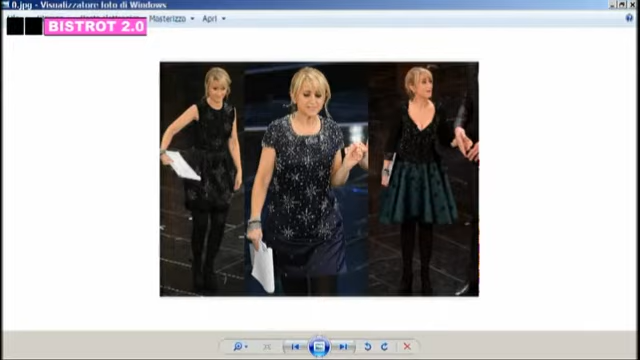 0.jpg - Visualizzatore foto di Windows
Masterizza Apri
BISTROT 2.0